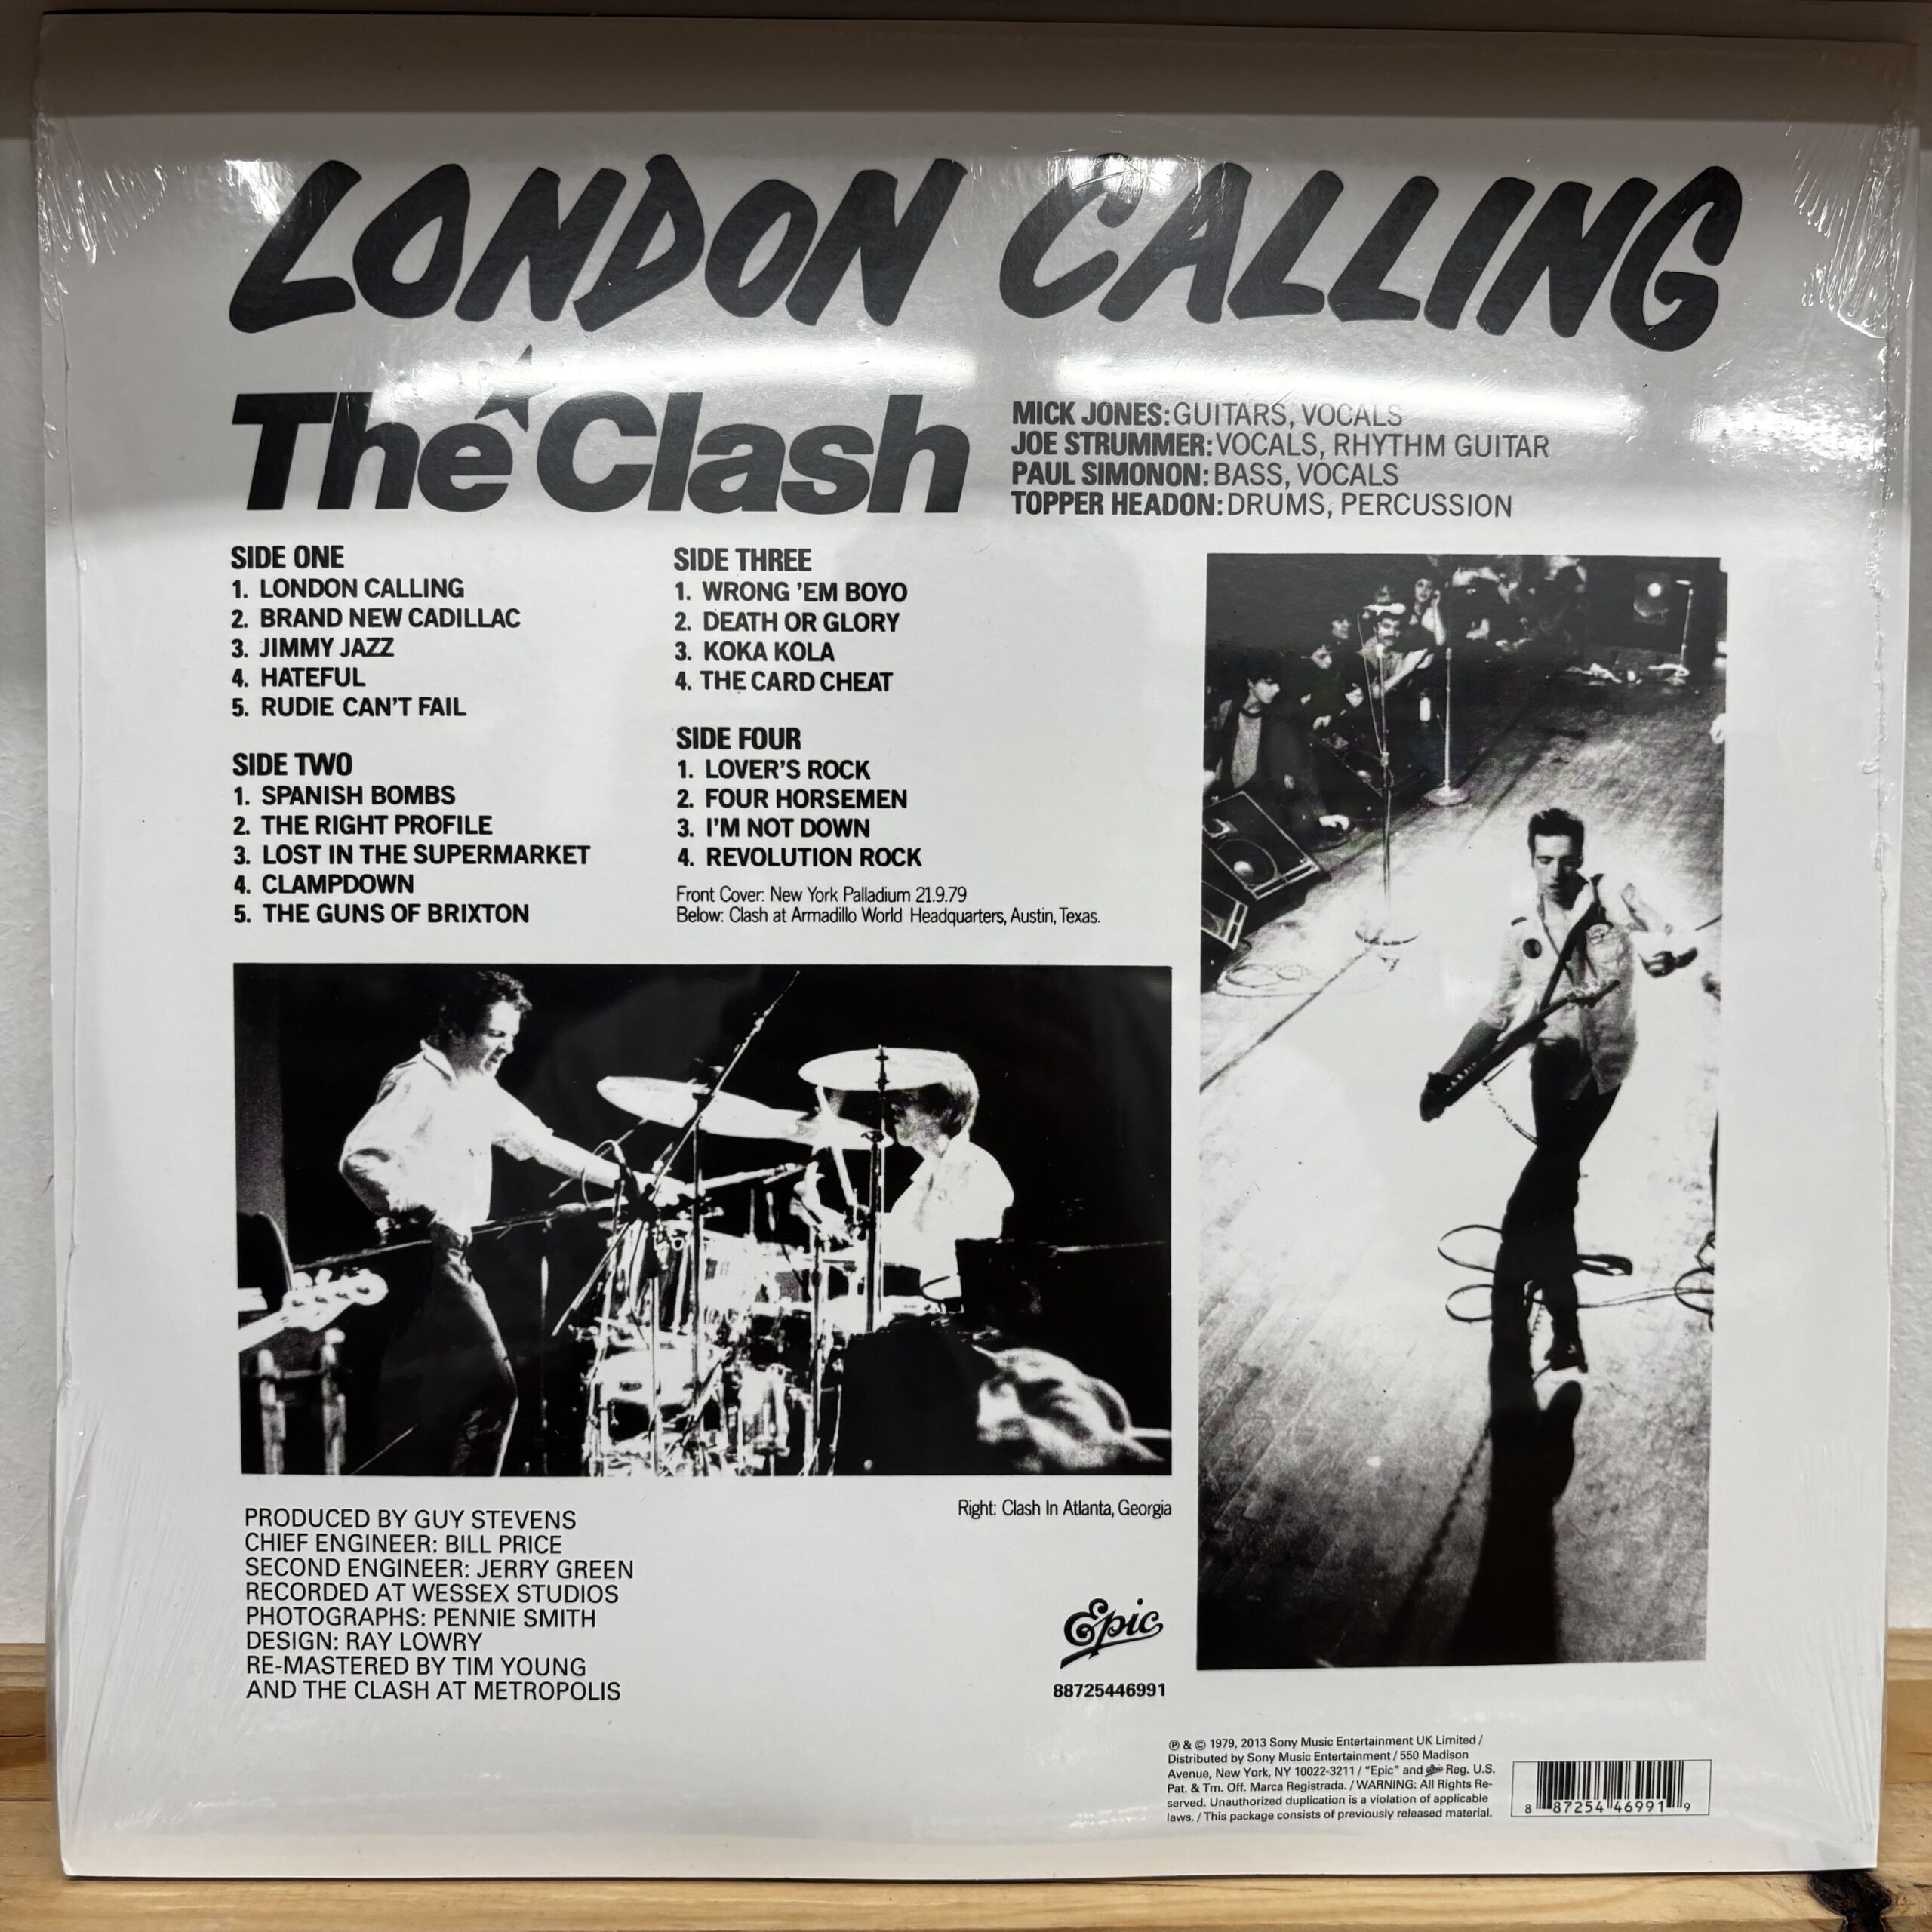 LONDON CALLING
The Clash
MICK JONES: GUITARS, VOCALS
JOE STRUMMER: VOCALS, RHYTHM GUITAR
PAUL SIMONON: BASS, VOCALS
TOPPER HEADON: DRUMS, PERCUSSION
SIDE ONE
1. LONDON CALLING
2. BRAND NEW CADILLAC
3. JIMMY JAZZ
4. HATEFUL
5. RUDIE CAN'T FAIL
SIDE TWO
1. SPANISH BOMBS
2. THE RIGHT PROFILE
3. LOST IN THE SUPERMARKET
4. CLAMPDOWN
5. THE GUNS OF BRIXTON
SIDE THREE
1. WRONG 'EM BOYO
2. DEATH OR GLORY
3. KOKA KOLA
4. THE CARD CHEAT
SIDE FOUR
1. LOVER'S ROCK
2. FOUR HORSEMEN
3. I'M NOT DOWN
4. REVOLUTION ROCK
Front Cover: New York Palladium 21.9.79
Below: Clash at Armadillo World Headquarters, Austin, Texas.
Right: Clash In Atlanta, Georgia
PRODUCED BY GUY STEVENS
CHIEF ENGINEER: BILL PRICE
SECOND ENGINEER: JERRY GREEN
RECORDED AT WESSEX STUDIOS
PHOTOGRAPHS: PENNIE SMITH
DESIGN: RAY LOWRY
RE-MASTERED BY TIM YOUNG
AND THE CLASH AT METROPOLIS
Epic
88725446991
℗ & © 1979, 2013 Sony Music Entertainment UK Limited /
Distributed by Sony Music Entertainment / 550 Madison
Avenue, New York, NY 10022-3211 / "Epic" and Epic Reg. U.S.
Pat. & Tm. Off. Marca Registrada. / WARNING: All Rights Re-
served. Unauthorized duplication is a violation of applicable
laws. / This package consists of previously released material.
8 87254 46991 9